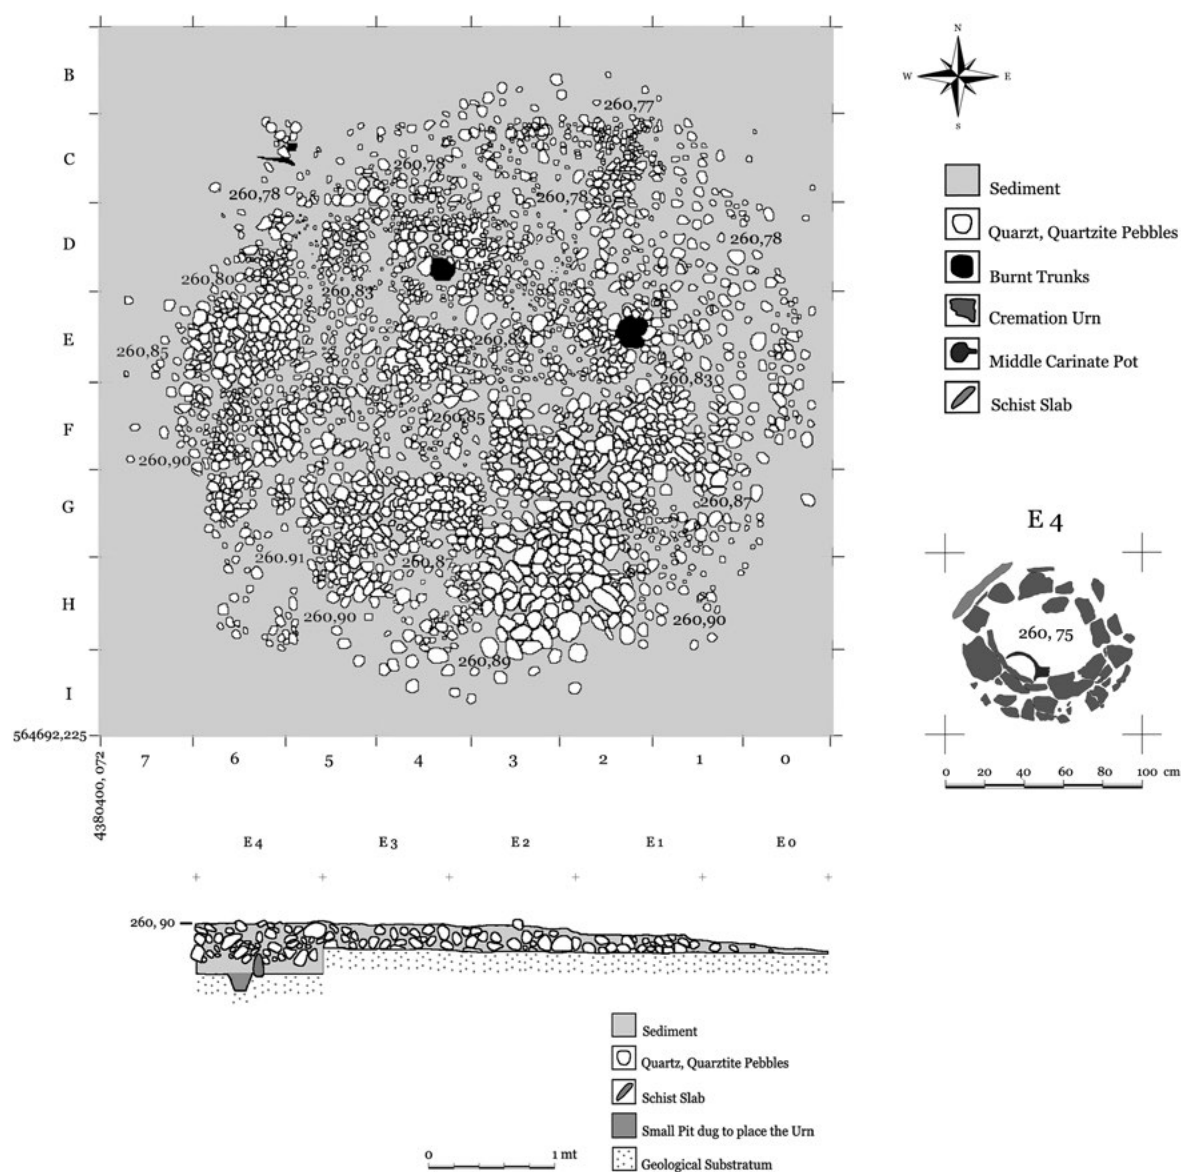 N
W E
S
B
C
D
E
F
G
H
I
260,77
260,78
260,78
260,78
260,78
260,80
260,83
260,85
260,83
260,83
260,85
260,90
260,87
260.91
260,87
260,90
260,90
260,89
564692,225
4380400, 072
7 6 5 4 3 2 1 0
Sediment
Quarzt, Quartzite Pebbles
Burnt Trunks
Cremation Urn
Middle Carinate Pot
Schist Slab
E 4
260, 75
0 20 40 60 80 100 cm
E 4 E 3 E 2 E 1 E 0
260, 90
Sediment
Quartz, Quarztite Pebbles
Schist Slab
Small Pit dug to place the Urn
Geological Substratum
0 1 mt